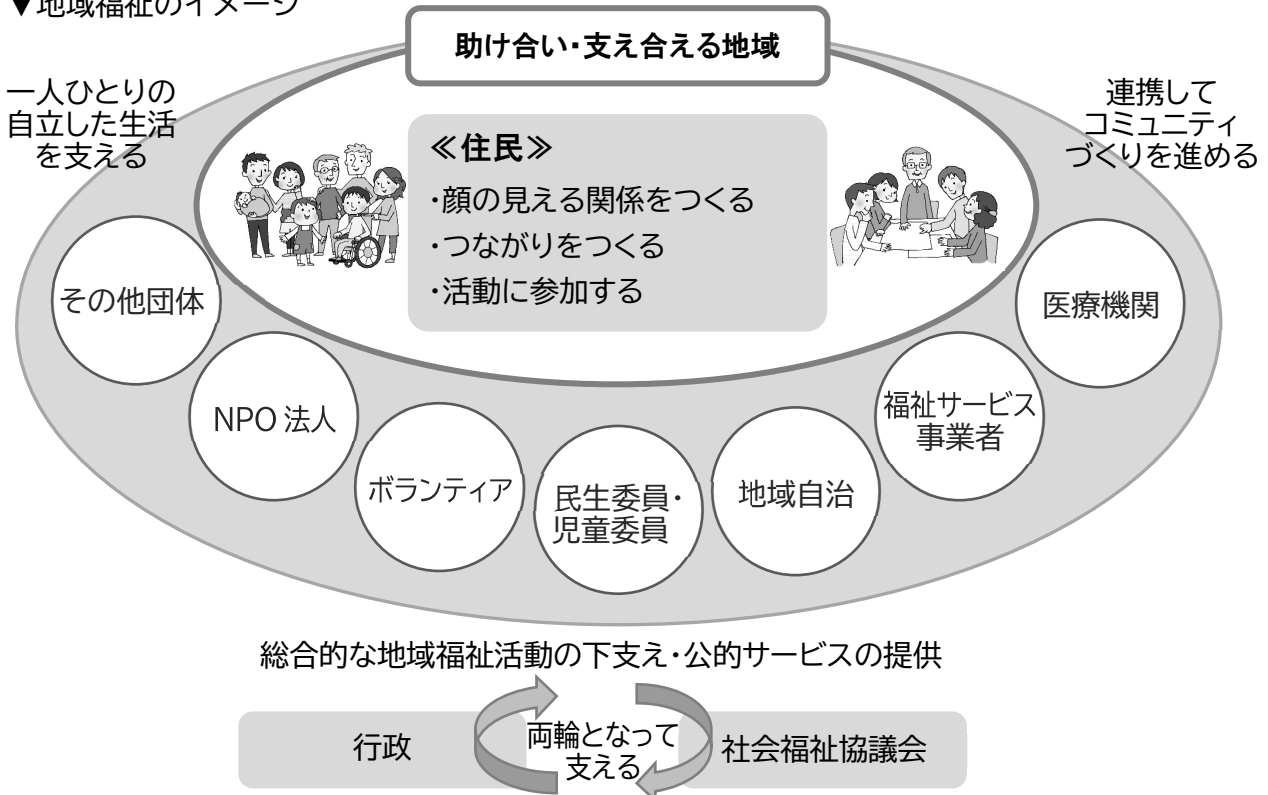 ▼地域福祉のイメージ
助け合い・支え合える地域
一人ひとりの
自立した生活
を支える
連携して
コミュニティ
づくりを進める
≪住民≫
・顔の見える関係をつくる
・つながりをつくる
・活動に参加する
その他団体
NPO 法人
ボランティア
民生委員・
児童委員
地域自治
福祉サービス
事業者
医療機関
総合的な地域福祉活動の下支え・公的サービスの提供
行政
両輪となって
支える
社会福祉協議会